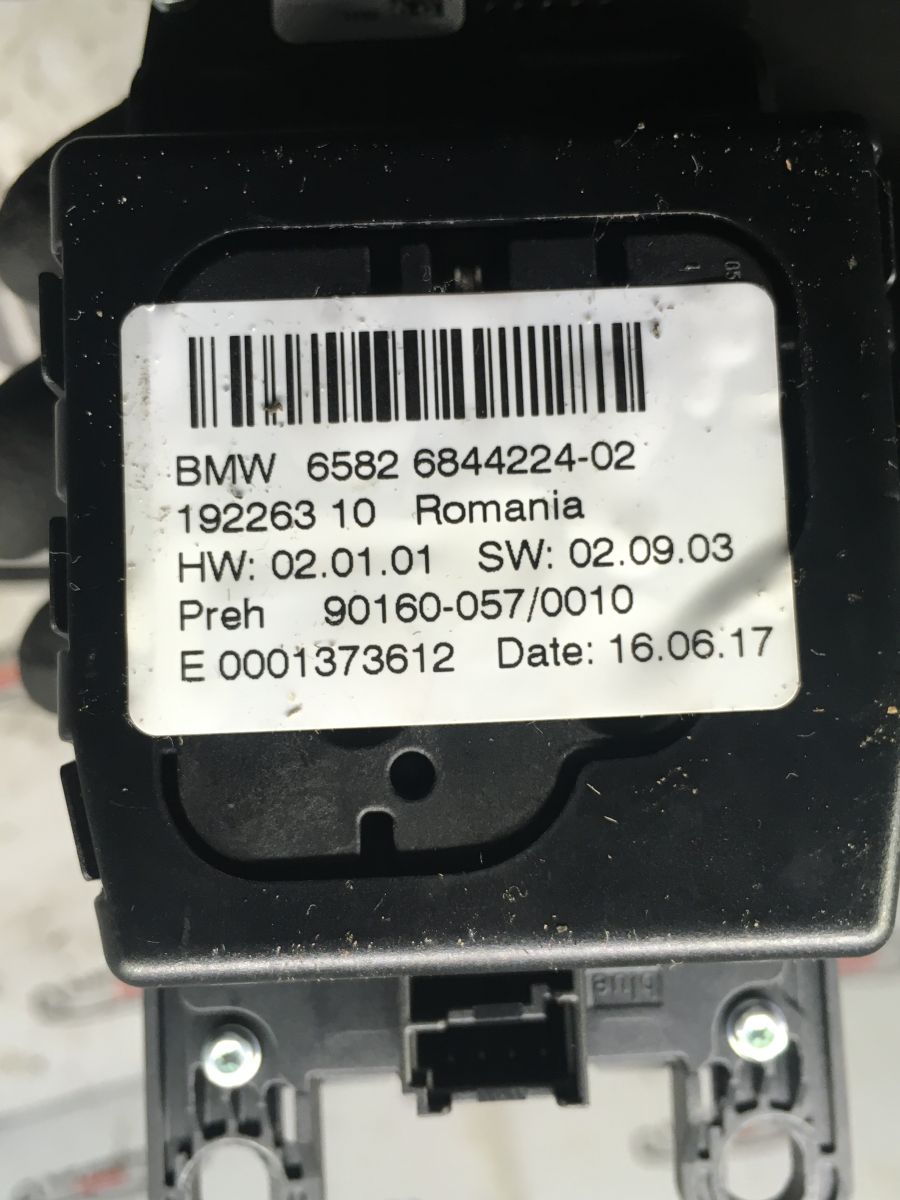 BMW 6582 6844224-02
192263 10 Romania
HW: 02.01.01 SW: 02.09.03
Preh 90160-057/0010
E 0001373612 Date: 16.06.17
blue